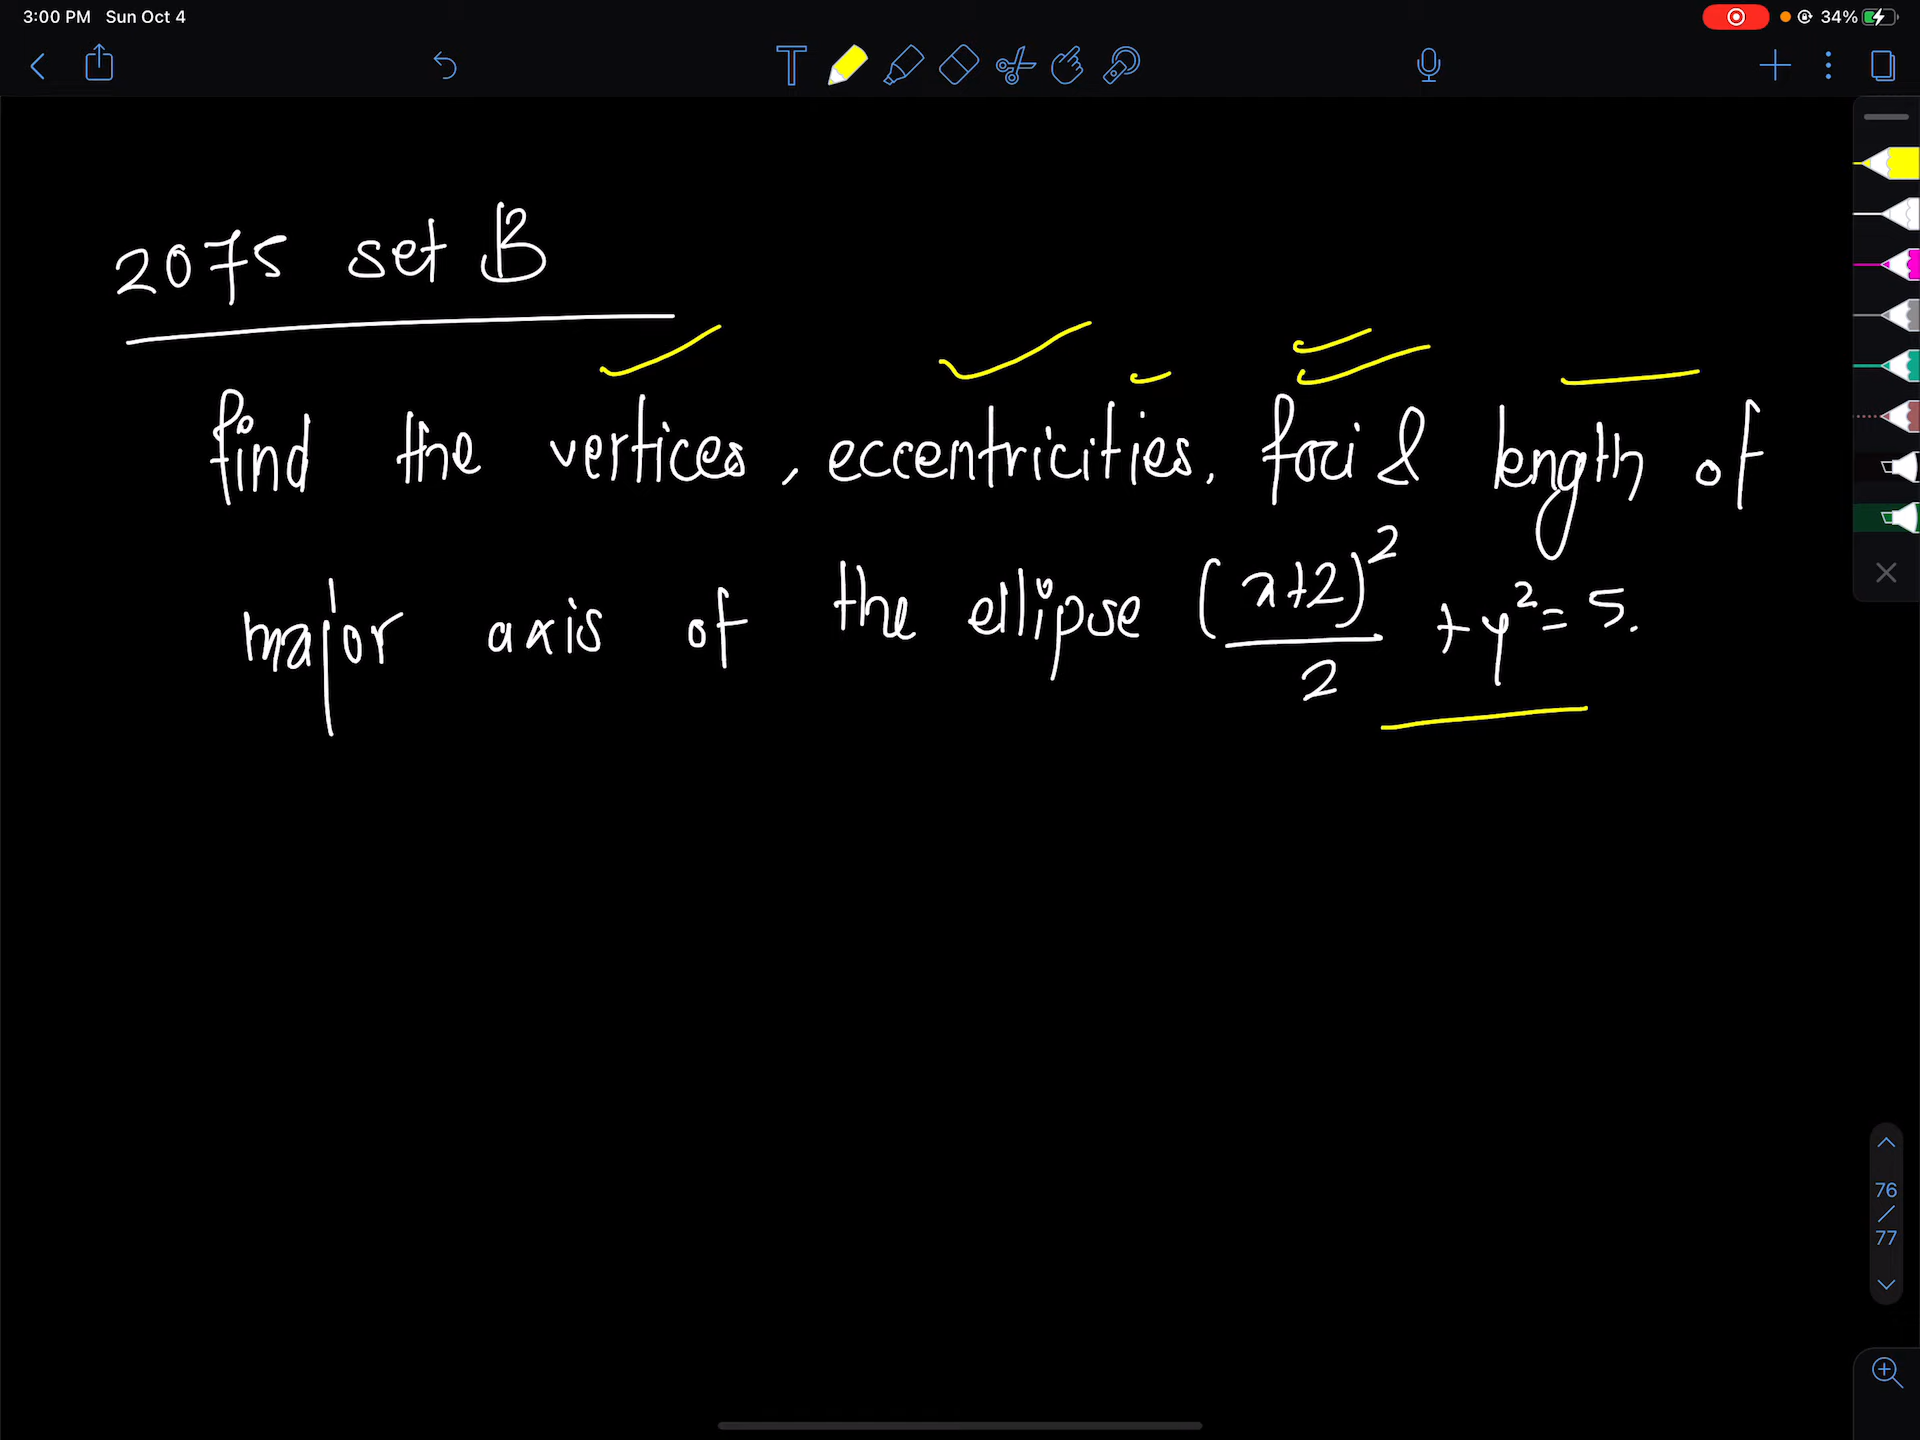 3:00 PM Sun Oct 4
34%
2075 set B
find the vertices, eccentricities, foci & length of
major axis of the ellipse (x+2)²/2 + y² = 5.
76
/
77